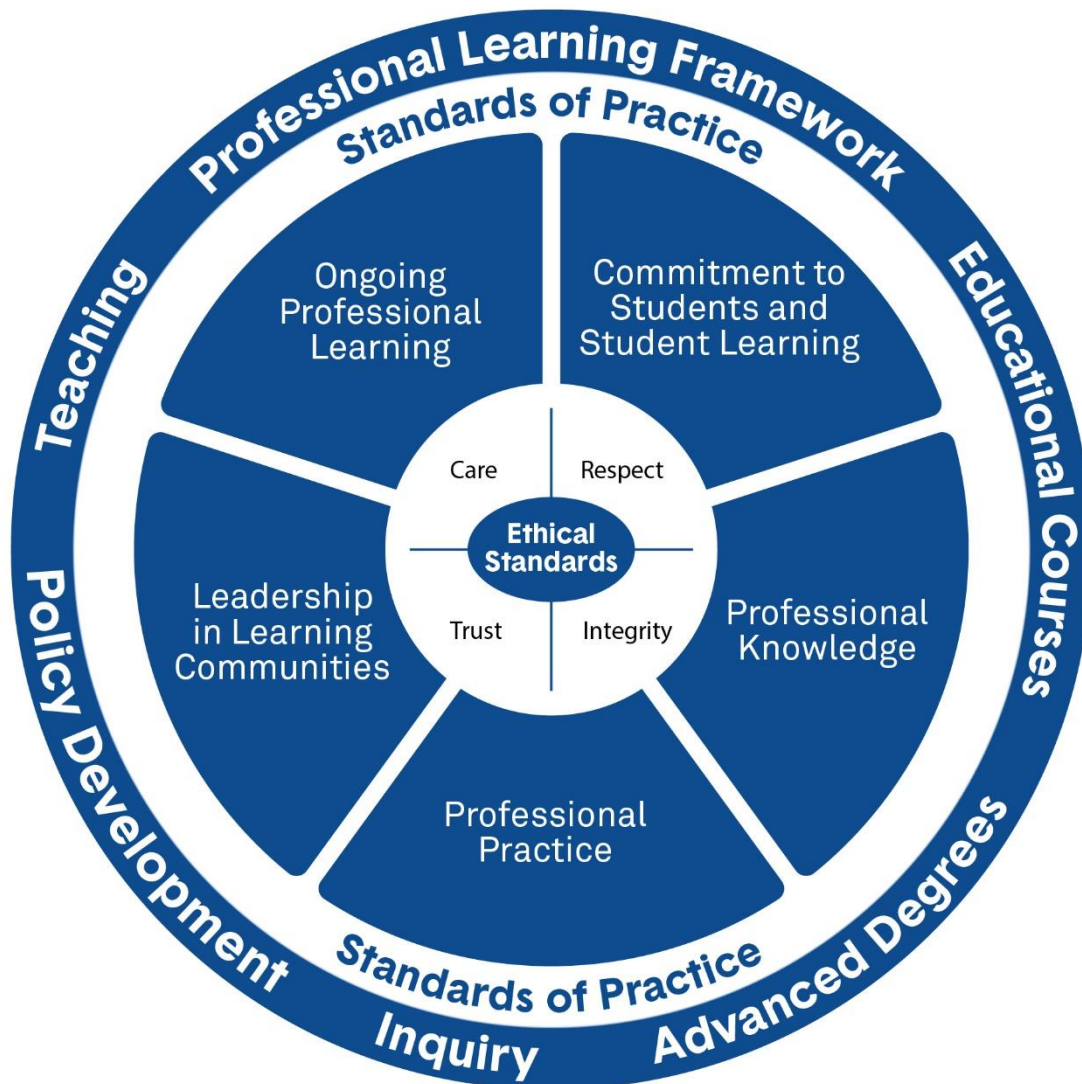 Professional Learning Framework
Educational Courses
Advanced Degrees
Inquiry
Policy Development
Teaching
Standards of Practice
Ongoing
Professional
Learning
Commitment to
Students and
Student Learning
Professional
Knowledge
Professional
Practice
Leadership
in Learning
Communities
Care
Respect
Ethical
Standards
Trust
Integrity
Standards of Practice